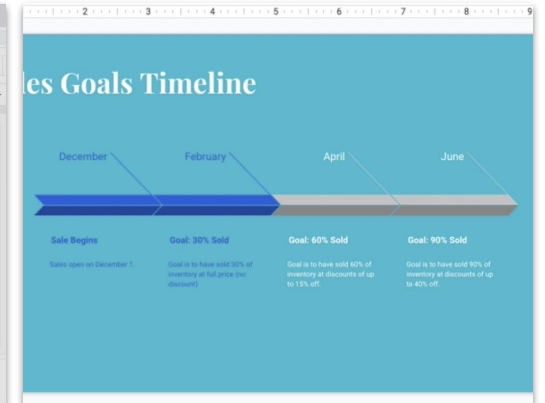 2 3 4 5 6 7 8 9
les Goals Timeline
December February April June
Sale Begins
Sales open on December 1.
Goal: 30% Sold
Goal is to have sold 30% of
inventory at full price (no
discount)
Goal: 60% Sold
Goal is to have sold 60% of
inventory at discounts of up
to 15% off.
Goal: 90% Sold
Goal is to have sold 90% of
inventory at discounts of up
to 40% off.